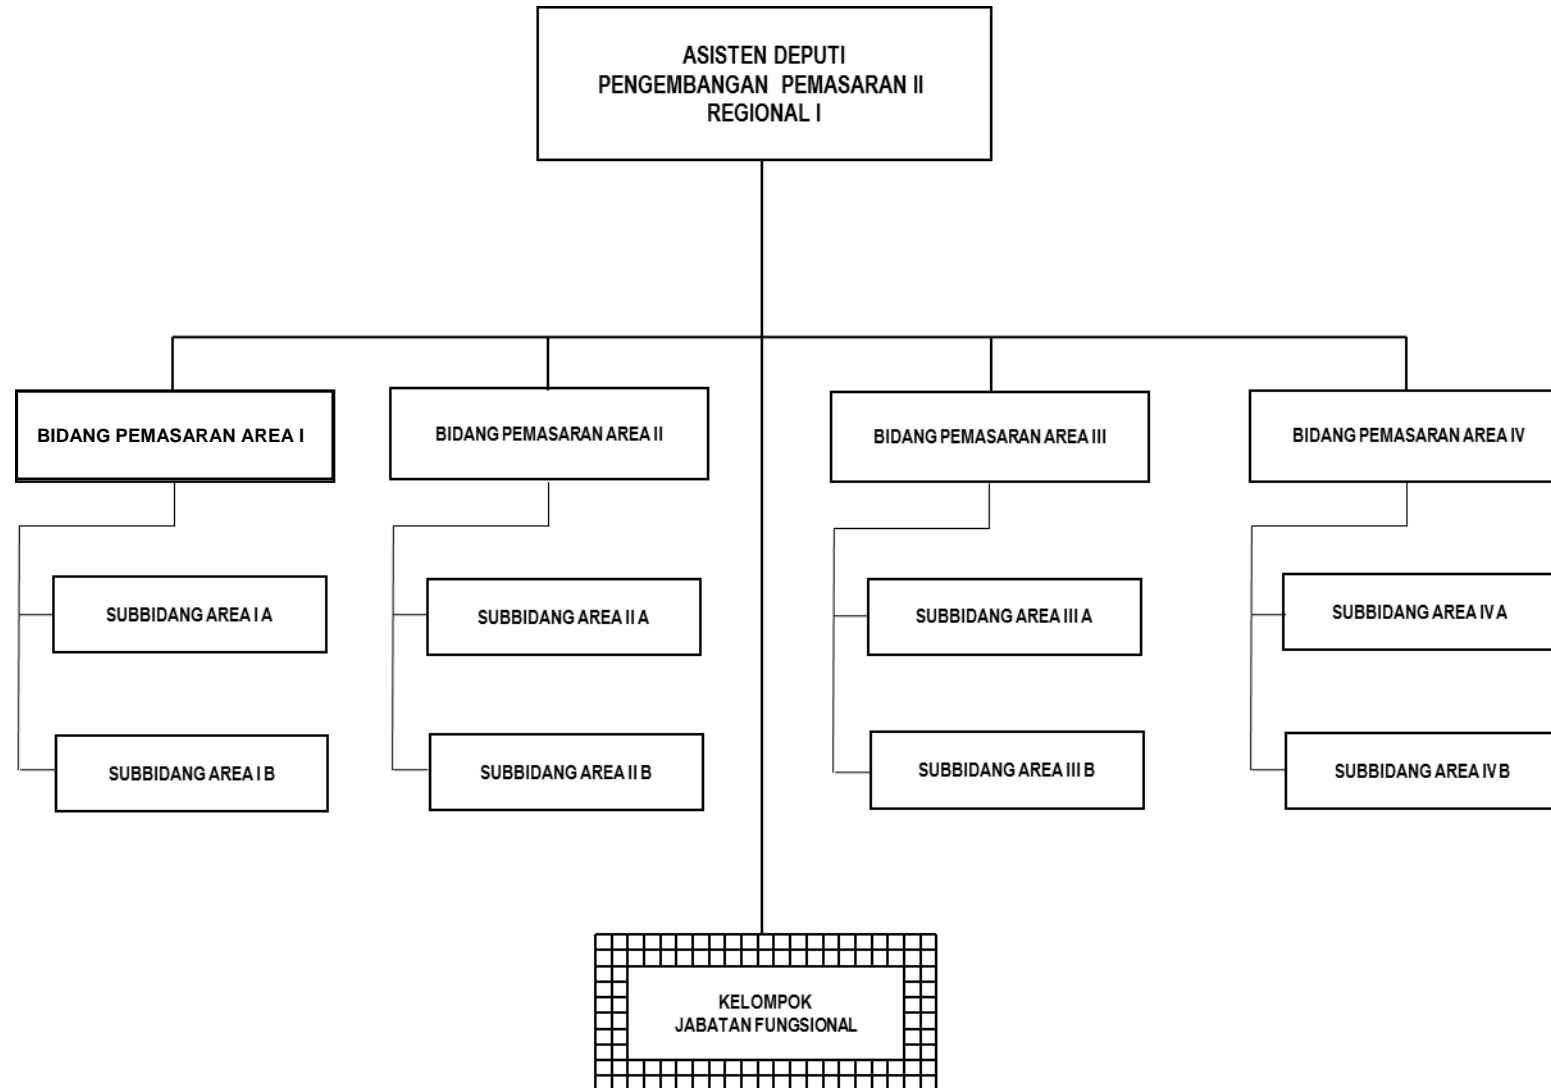 ASISTEN DEPUTI
PENGEMBANGAN PEMASARAN II
REGIONAL I
BIDANG PEMASARAN AREA I
BIDANG PEMASARAN AREA II
BIDANG PEMASARAN AREA III
BIDANG PEMASARAN AREA IV
SUBBIDANG AREA I A
SUBBIDANG AREA II A
SUBBIDANG AREA III A
SUBBIDANG AREA IV A
SUBBIDANG AREA I B
SUBBIDANG AREA II B
SUBBIDANG AREA III B
SUBBIDANG AREA IV B
KELOMPOK
JABATAN FUNGSIONAL